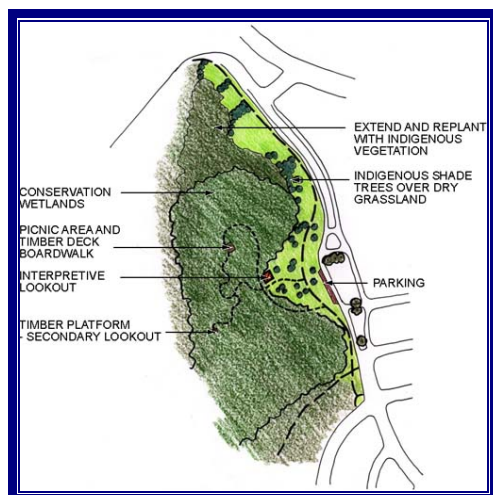 EXTEND AND REPLANT
WITH INDIGENOUS
VEGETATION
INDIGENOUS SHADE
TREES OVER DRY
GRASSLAND
CONSERVATION
WETLANDS
PICNIC AREA AND
TIMBER DECK
BOARDWALK
INTERPRETIVE
LOOKOUT
PARKING
TIMBER PLATFORM
- SECONDARY LOOKOUT